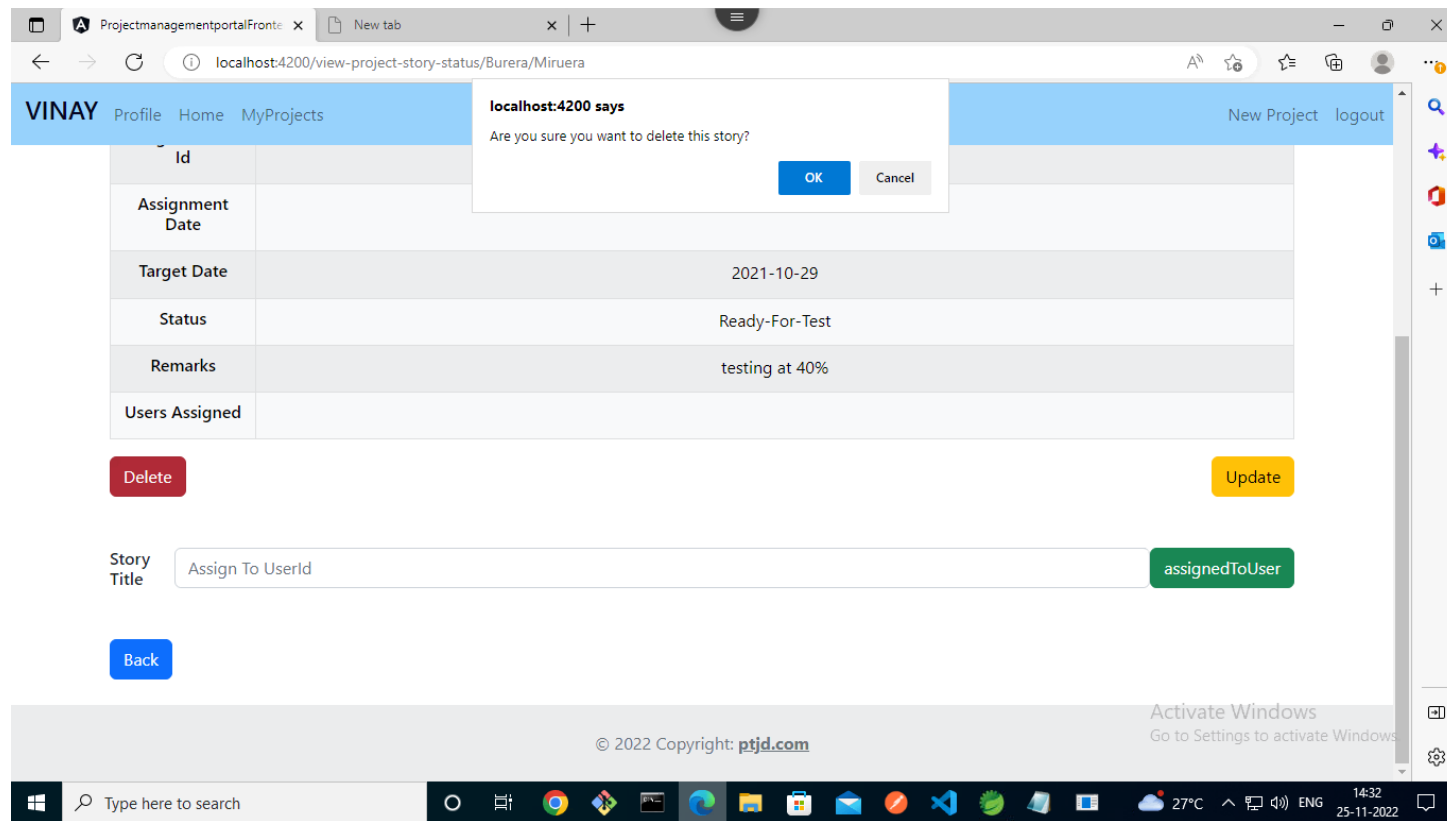 ProjectmanagementportalFronte
New tab
localhost:4200/view-project-story-status/Burera/Miruera
VINAY Profile Home MyProjects
New Project logout
localhost:4200 says
Are you sure you want to delete this story?
OK Cancel
Id
Assignment
Date
Target Date 2021-10-29
Status Ready-For-Test
Remarks testing at 40%
Users Assigned
Delete Update
Story
Title
Assign To UserId
assignedToUser
Back
Activate Windows
Go to Settings to activate Windows
© 2022 Copyright: ptjd.com
Type here to search
27°C
ENG
14:32
25-11-2022